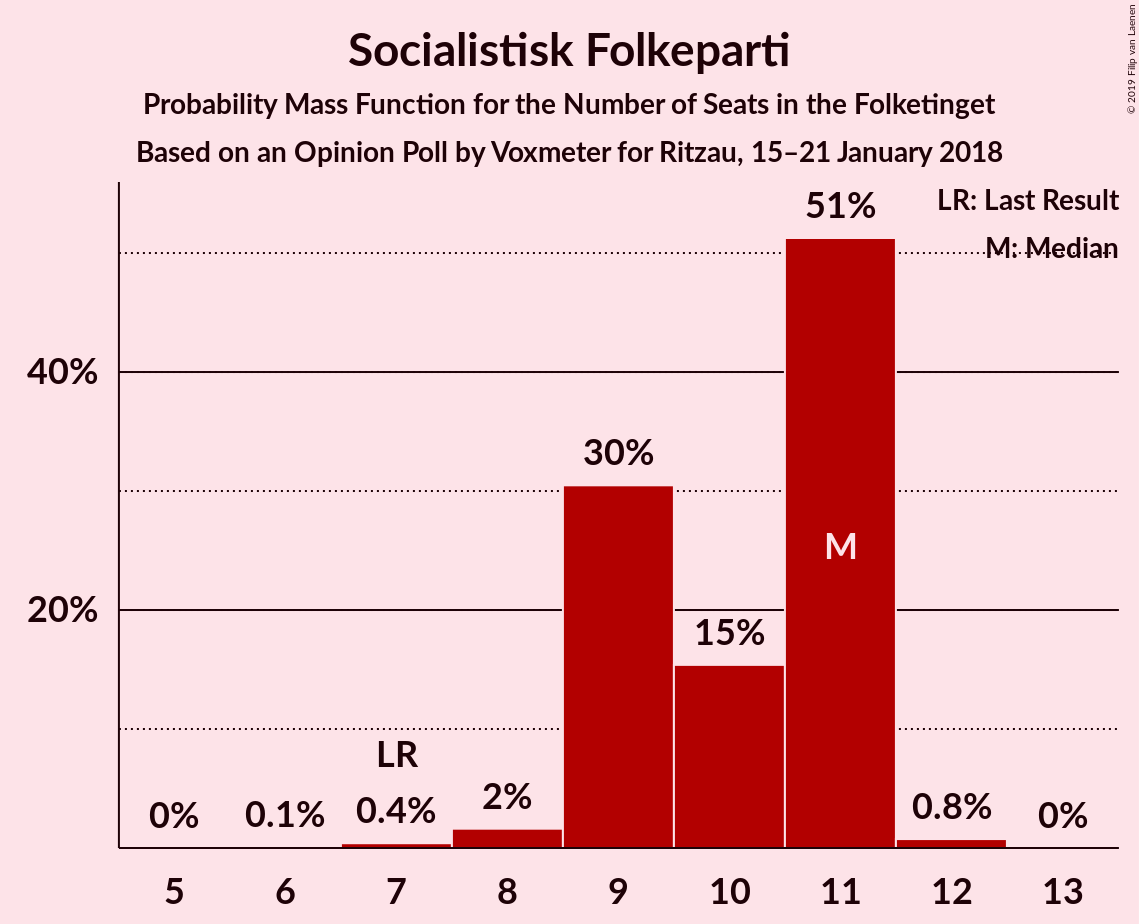 Socialistisk Folkeparti
Probability Mass Function for the Number of Seats in the Folketinget
Based on an Opinion Poll by Voxmeter for Ritzau, 15–21 January 2018
© 2019 Filip van Laenen
LR: Last Result
M: Median
51%
40%
30%
M
20%
15%
LR
0%
0.1%
0.4%
2%
0.8%
0%
5 6 7 8 9 10 11 12 13